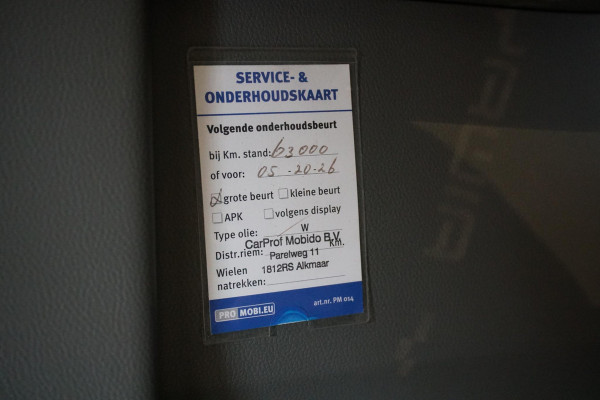 SERVICE- &
ONDERHOUDSKAART
Volgende onderhoudsbeurt
bij Km. stand: 63000
of voor: 05-20-26
grote beurt kleine beurt
APK volgens display
Type olie: W
CarProf Mobido B.V.
Distr.riem: Km.
Parelweg 11
Wielen 1812RS Alkmaar
natrekken:
PROMOBI.EU art.nr. PM 014